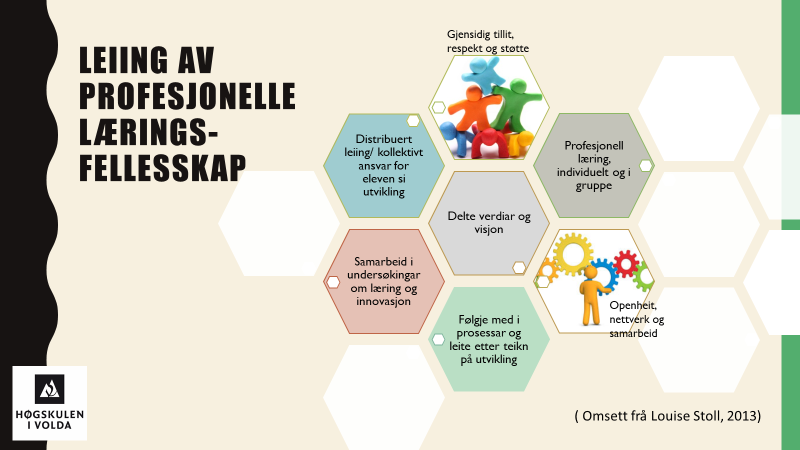 LEIING AV
PROFESJONELLE
LÆRINGS-
FELLESSKAP
Gjensidig tillit,
respekt og støtte
Distribuert
leiing/ kollektivt
ansvar for
eleven si
utvikling
Profesjonell
læring,
individuelt og i
gruppe
Delte verdiar og
visjon
Samarbeid i
undersøkingar
om læring og
innovasjon
Openheit,
nettverk og
samarbeid
Følgje med i
prosessar og
leite etter teikn
på utvikling
HØGSKULEN
I VOLDA
( Omsett frå Louise Stoll, 2013)